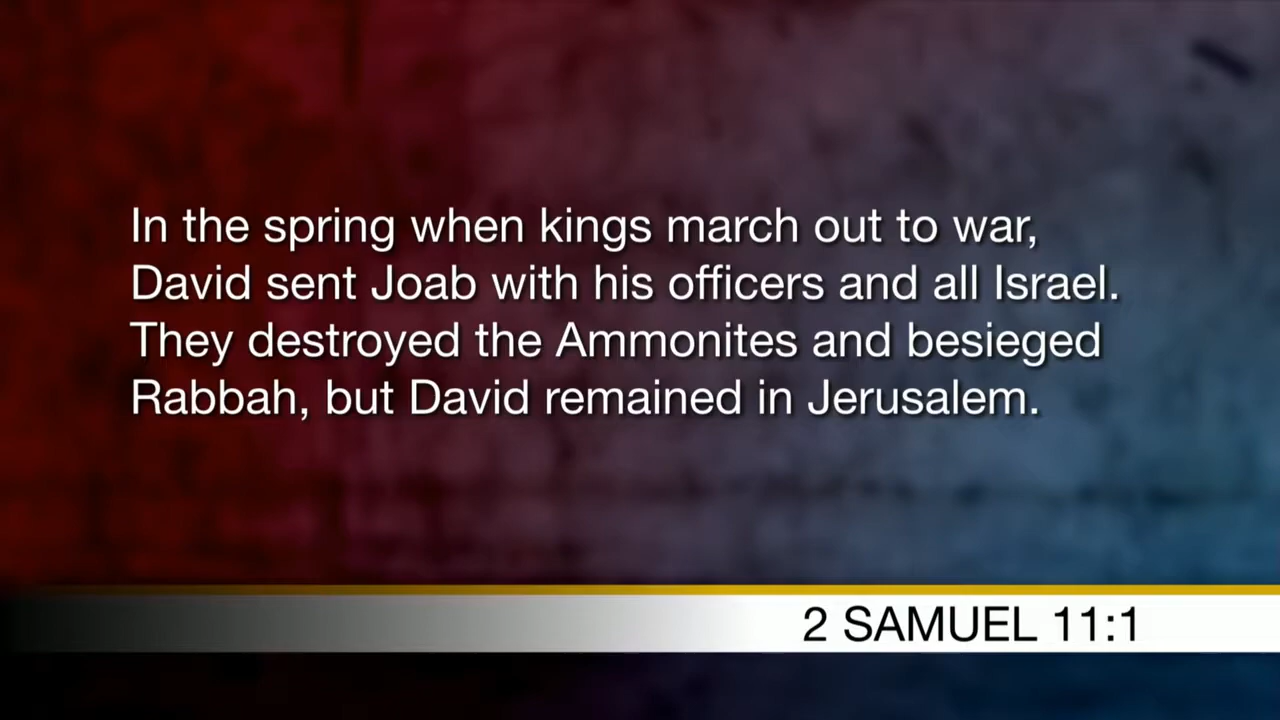 In the spring when kings march out to war,
David sent Joab with his officers and all Israel.
They destroyed the Ammonites and besieged
Rabbah, but David remained in Jerusalem.
2 SAMUEL 11:1